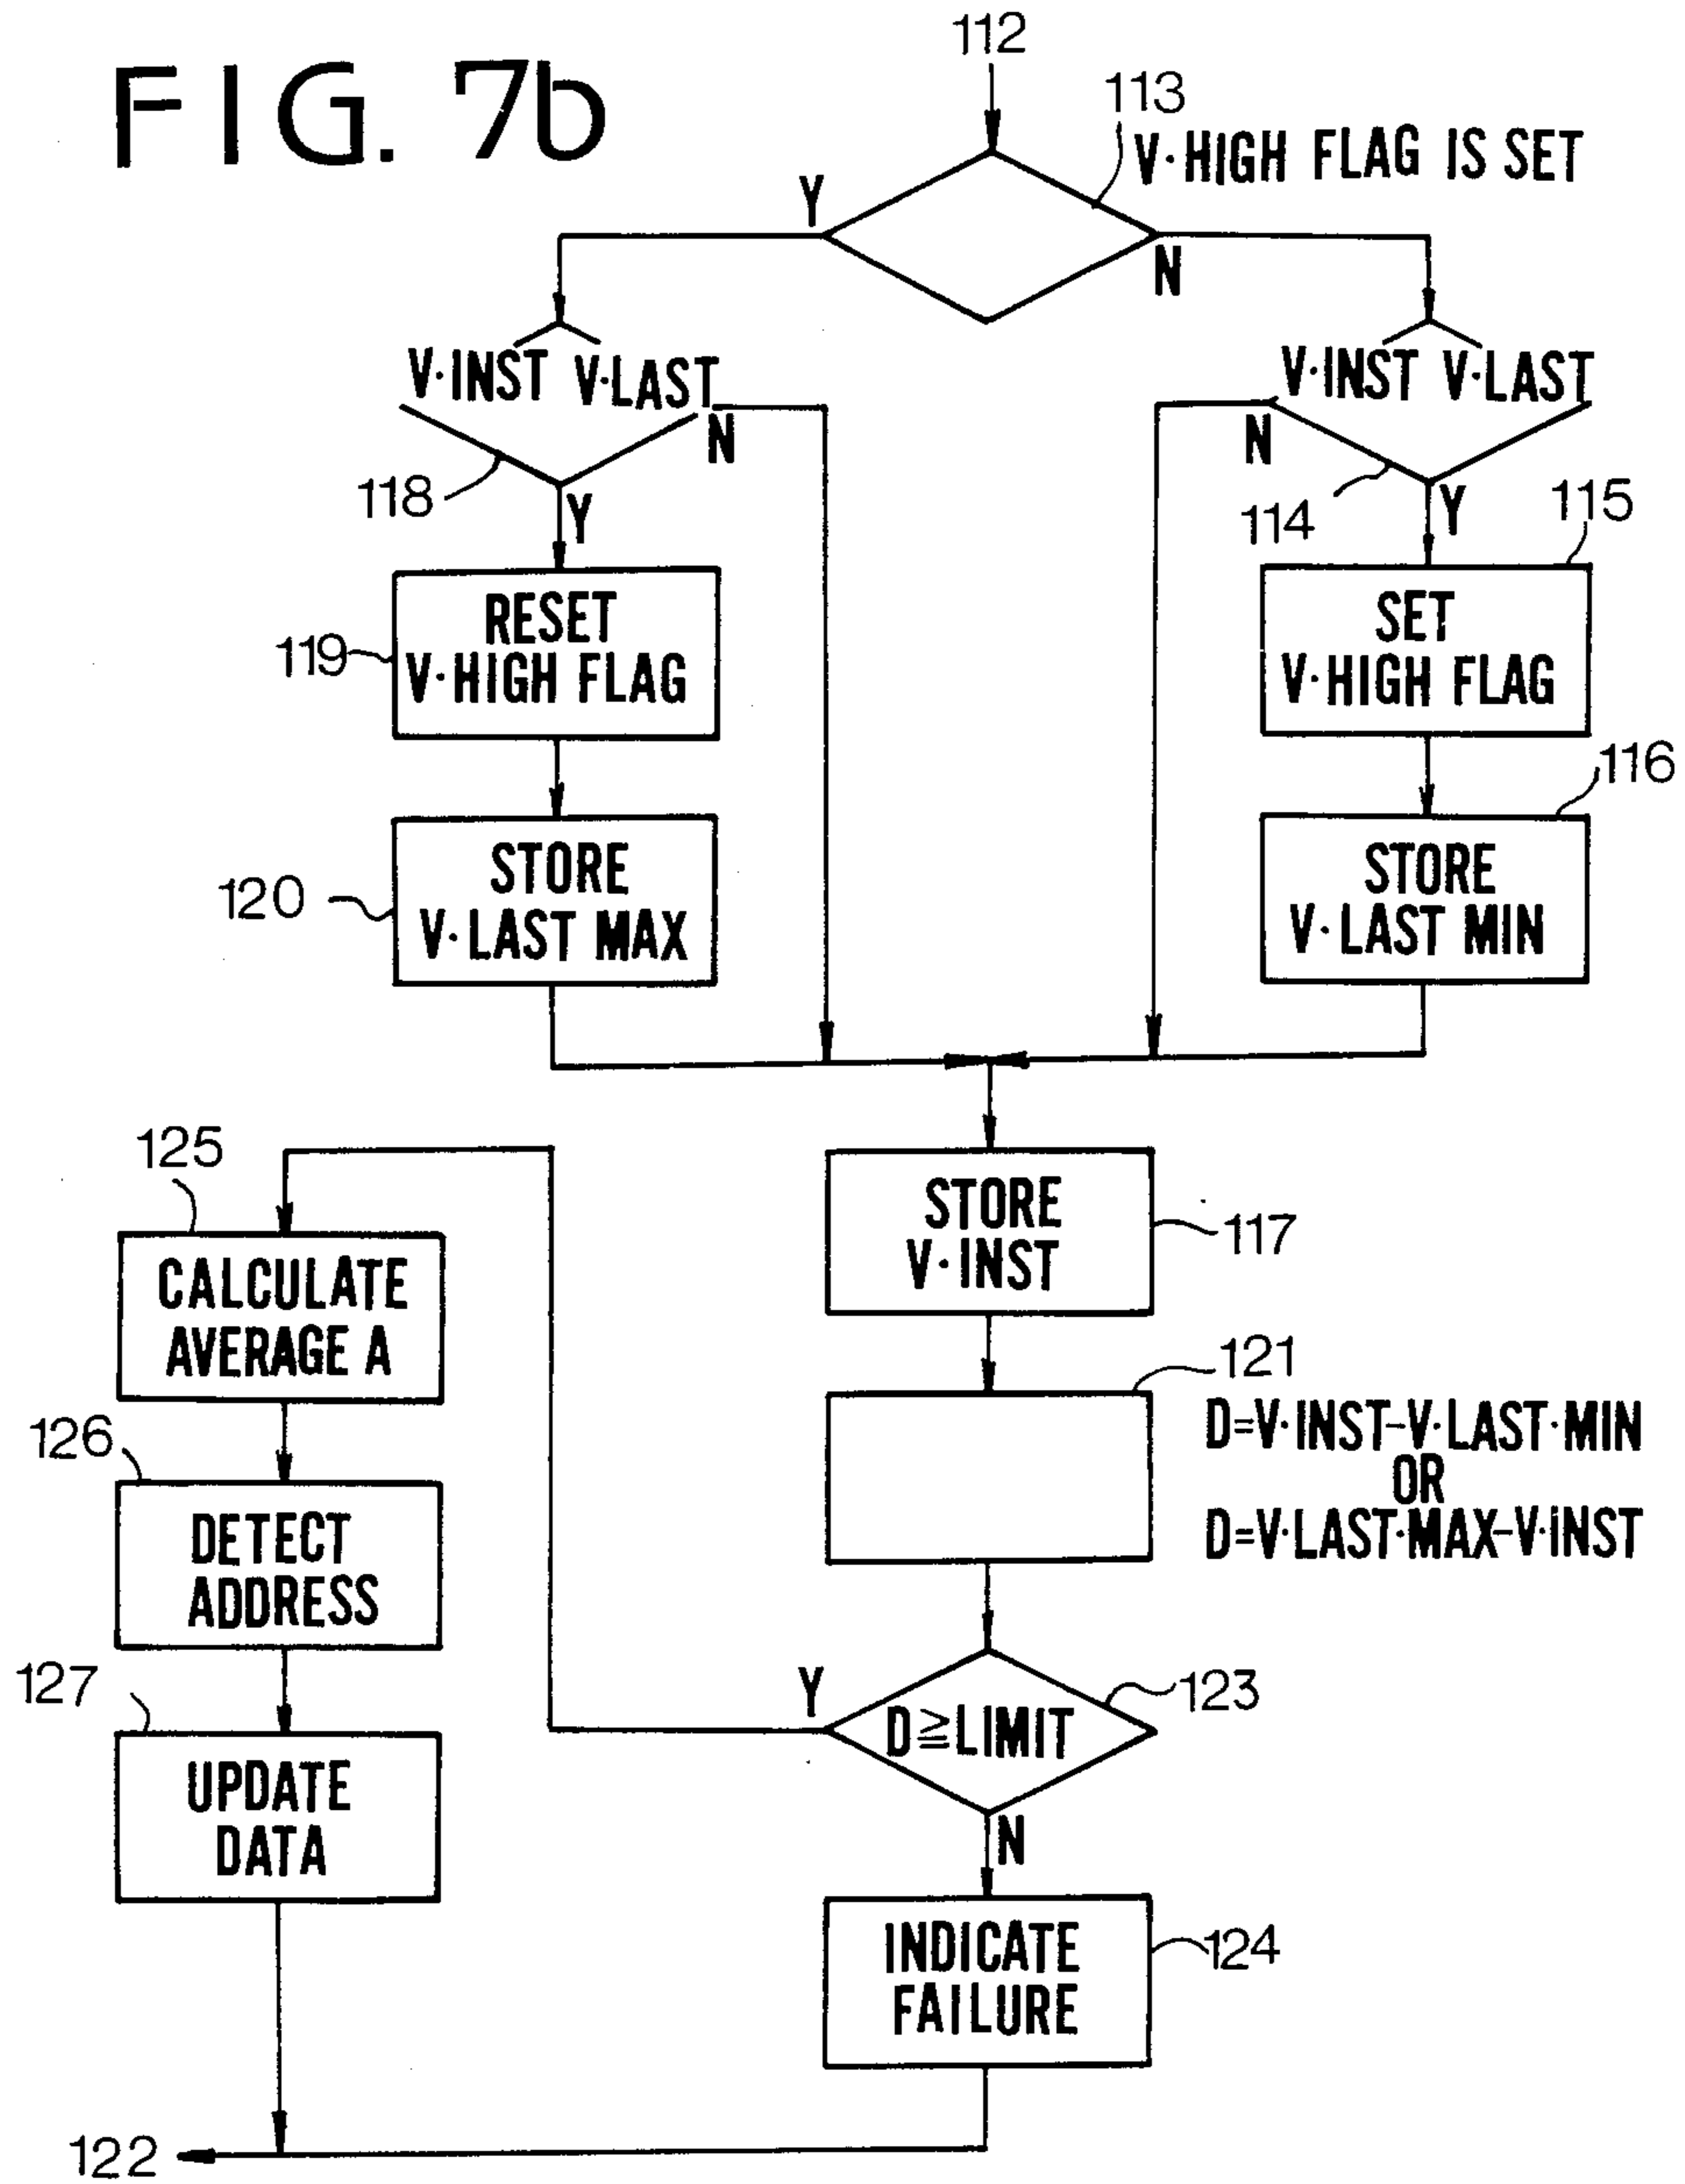 FIG. 7b
112
113
V·HIGH FLAG IS SET
Y
N
V·INST V·LAST
N
118
Y
V·INST V·LAST
N
114
Y
115
RESET
V·HIGH FLAG
119
SET
V·HIGH FLAG
116
STORE
V·LAST MAX
120
STORE
V·LAST MIN
125
CALCULATE
AVERAGE A
STORE
V·INST
117
121
D=V·INST-V·LAST·MIN
OR
D=V·LAST·MAX-V·INST
126
DETECT
ADDRESS
127
UPDATE
DATA
Y
D≧LIMIT
123
N
INDICATE
FAILURE
124
122